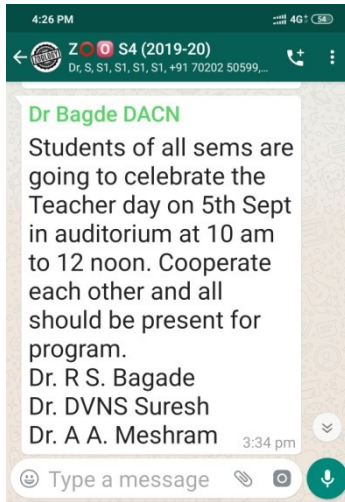 4:26 PM 4G+ 54
ZOOLOGY
Z⭕🅾 S4 (2019-20)
Dr, S, S1, S1, S1, S1, +91 70202 50599,...
Dr Bagde DACN
Students of all sems are
going to celebrate the
Teacher day on 5th Sept
in auditorium at 10 am
to 12 noon. Cooperate
each other and all
should be present for
program.
Dr. R S. Bagade
Dr. DVNS Suresh
Dr. A A. Meshram 3:34 pm
Type a message